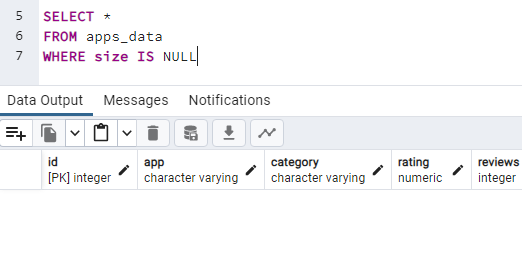 5 SELECT *
6 FROM apps_data
7 WHERE size IS NULL
Data Output Messages Notifications
id app category rating reviews
[PK] integer character varying character varying numeric integer